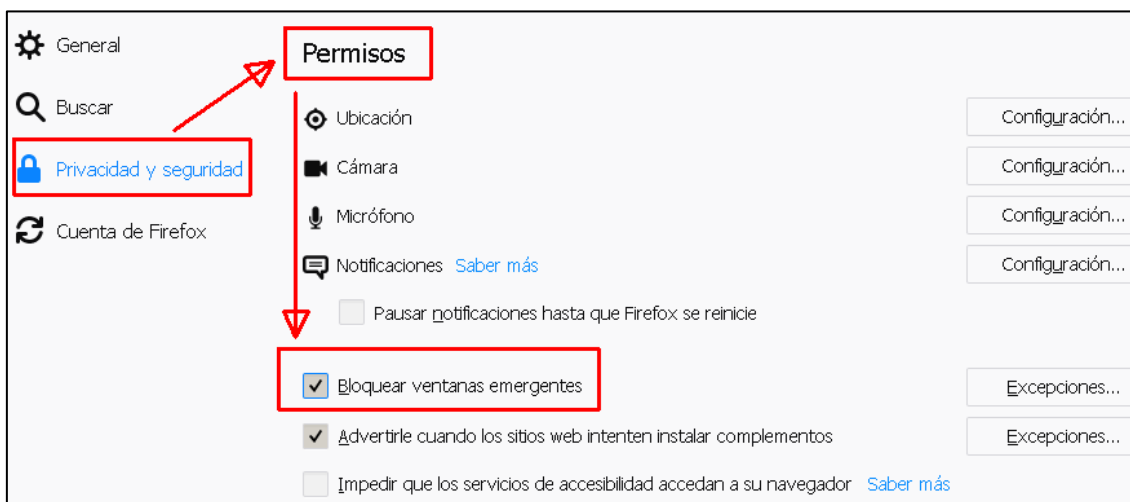 General
Buscar
Privacidad y seguridad
Cuenta de Firefox
Permisos
Ubicación Configuración...
Cámara Configuración...
Micrófono Configuración...
Notificaciones Saber más Configuración...
Pausar notificaciones hasta que Firefox se reinicie
Bloquear ventanas emergentes Excepciones...
Advertirle cuando los sitios web intenten instalar complementos Excepciones...
Impedir que los servicios de accesibilidad accedan a su navegador Saber más